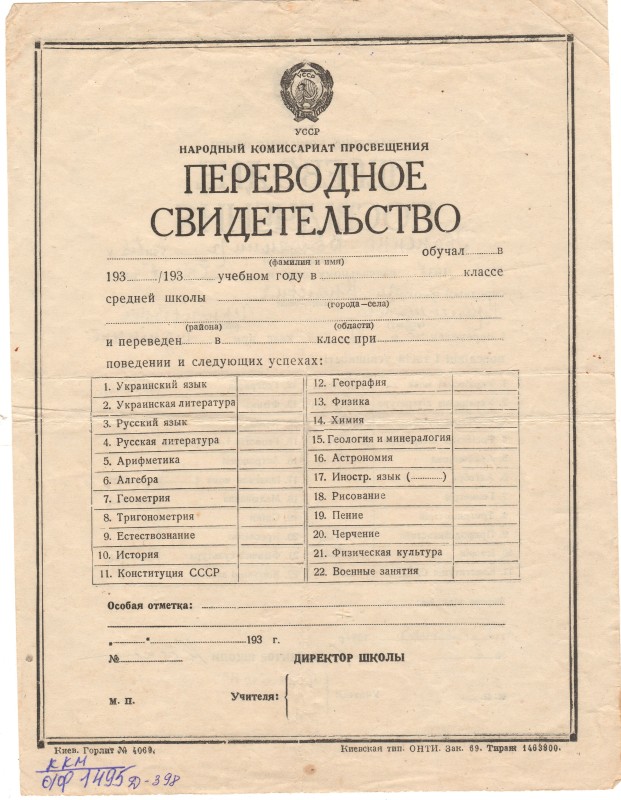 УССР
УССР
НАРОДНЫЙ КОМИССАРИАТ ПРОСВЕЩЕНИЯ
ПЕРЕВОДНОЕ
СВИДЕТЕЛЬСТВО
обучал в
(фамилия и имя)
193 /193 учебном году в классе
средней школы
(города—села)
(района) (области)
и переведен в класс при
поведении и следующих успехах:
1. Украинский язык 12. География
2. Украинская литература 13. Физика
3. Русский язык 14. Химия
4. Русская литература 15. Геология и минералогия
5. Арифметика 16. Астрономия
6. Алгебра 17. Иностр. язык (..........)
7. Геометрия 18. Рисование
8. Тригонометрия 19. Пение
9. Естествознание 20. Черчение
10. История 21. Физическая культура
11. Конституция СССР 22. Военные занятия
Особая отметка:
„ “ 193 г.
№ ДИРЕКТОР ШКОЛЫ
М. П. Учителя:
Киев. Горлит № 4069. Киевская тип. ОНТИ. Зак. 69. Тираж 1463800.
ККМ
О/Ф 1495 Д-398